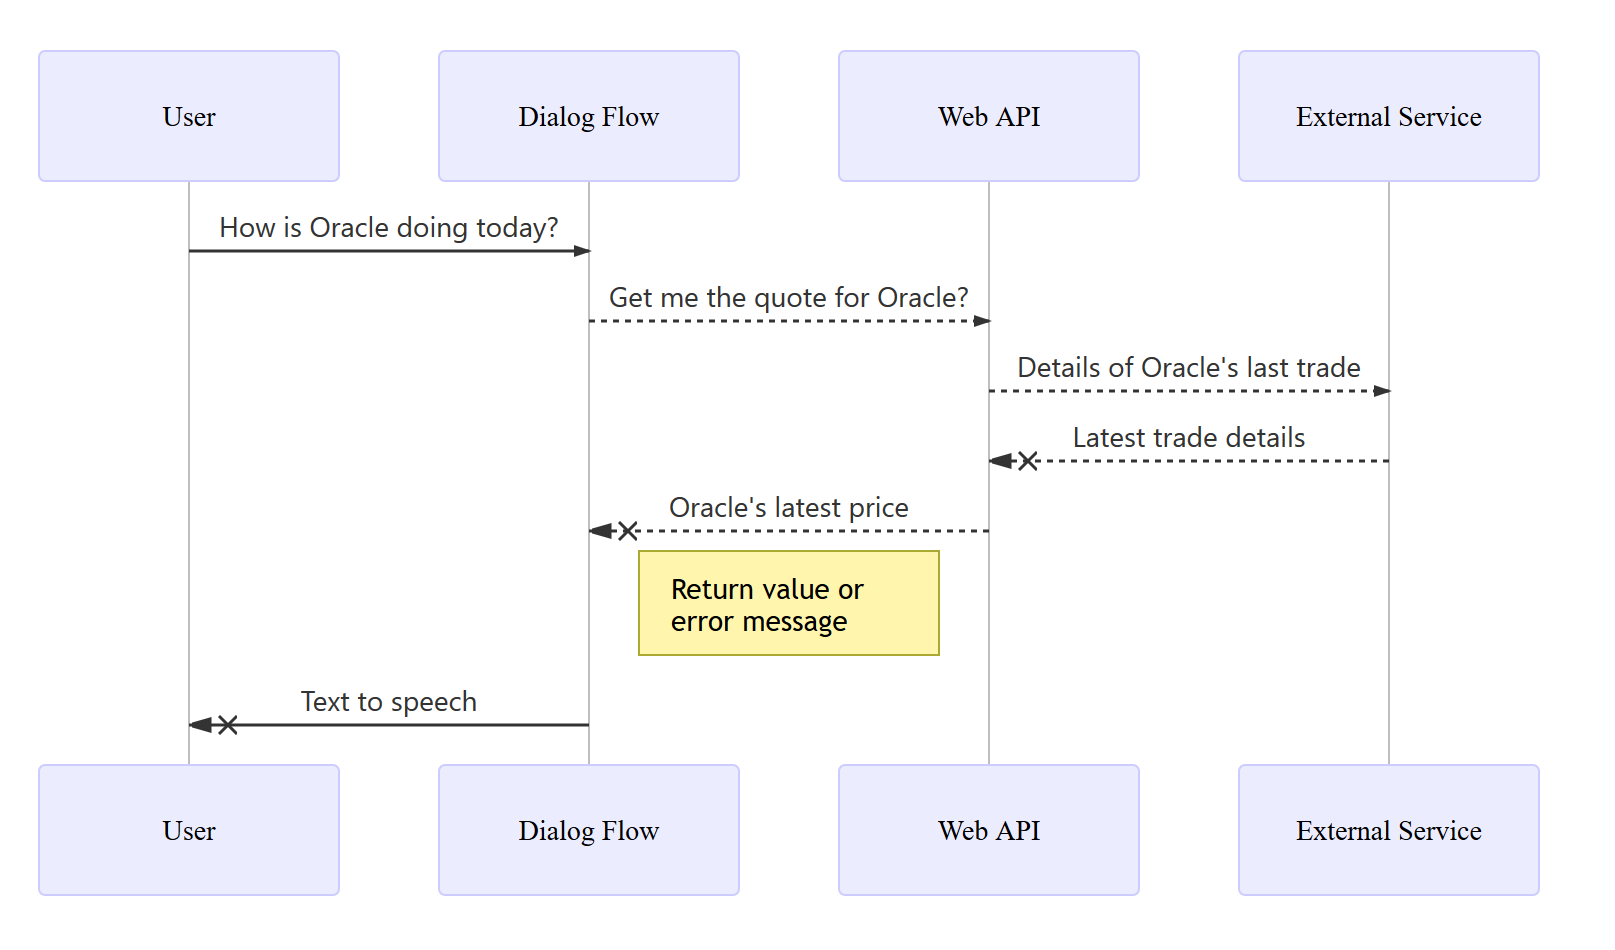 User
Dialog Flow
Web API
External Service
How is Oracle doing today?
Get me the quote for Oracle?
Details of Oracle's last trade
Latest trade details
Oracle's latest price
Return value or
error message
Text to speech
User
Dialog Flow
Web API
External Service